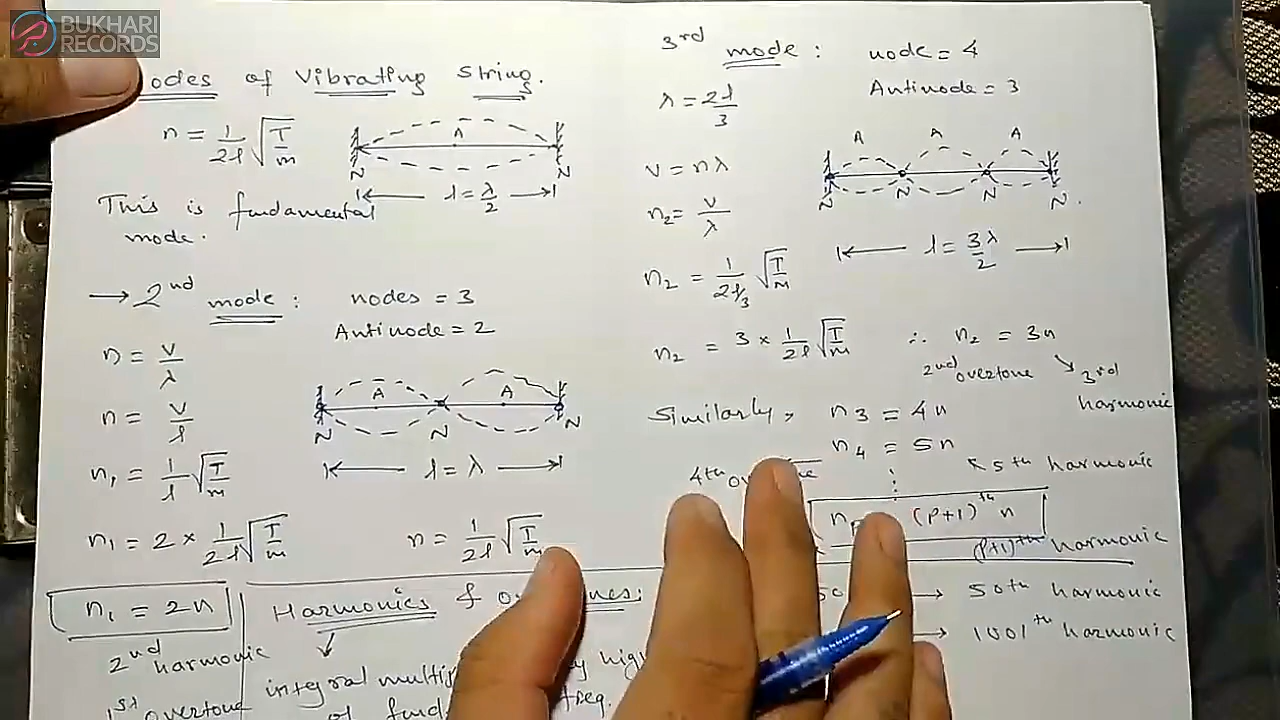 BUKHARI
RECORDS
odes of Vibrating String.
n = 1/2l √T/m
A
N N
l = λ/2
This is fundamental
mode.
→ 2nd mode : nodes = 3
Antinode = 2
n = v/λ
n = v/l
n₁ = 1/l √T/m
A A
N N N
l = λ
n₁ = 2 × 1/2l √T/m n = 1/2l √T/m
n₁ = 2n
2nd harmonic
1st overtone
Harmonics &
integral
of
freq.
3rd mode : node = 4
Antinode = 3
λ = 2l/3
A A A
N N N N.
l = 3λ/2
v = nλ
n₂ = v/λ
n₂ = 1/2l/3 √T/m
n₂ = 3 × 1/2l √T/m ∴ n₂ = 3n
2nd overtone 3rd
harmonic
Similarly, n₃ = 4n
n₄ = 5n
4th 5th harmonic
(P+1)th n
(P+1)th harmonic
→ 50th harmonic
→ 1001th harmonic